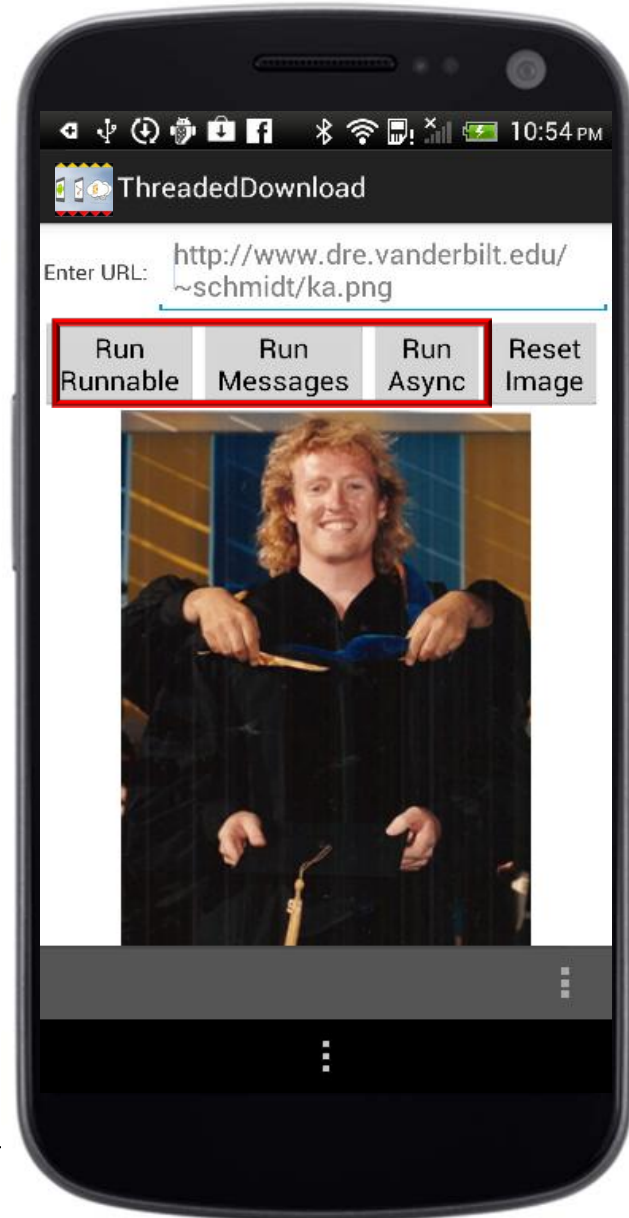 10:54 PM
ThreadedDownload
Enter URL:
http://www.dre.vanderbilt.edu/
~schmidt/ka.png
Run
Runnable
Run
Messages
Run
Async
Reset
Image